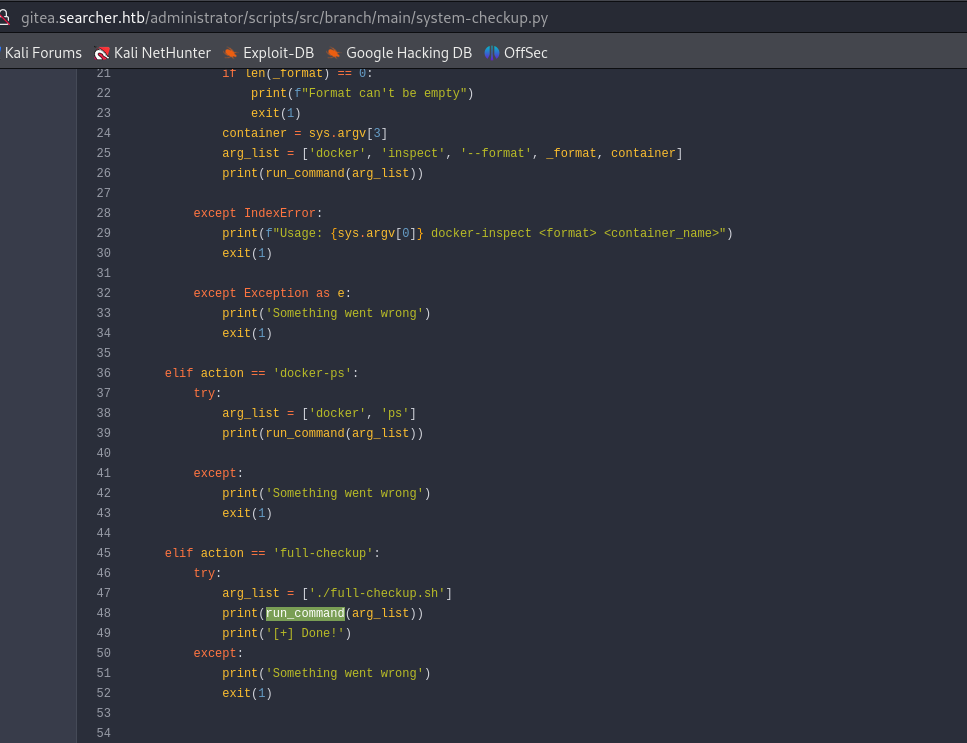 gitea.searcher.htb/administrator/scripts/src/branch/main/system-checkup.py
Kali Forums Kali NetHunter Exploit-DB Google Hacking DB OffSec
21 if len(_format) == 0:
22 print(f"Format can't be empty")
23 exit(1)
24 container = sys.argv[3]
25 arg_list = ['docker', 'inspect', '--format', _format, container]
26 print(run_command(arg_list))
27
28 except IndexError:
29 print(f"Usage: {sys.argv[0]} docker-inspect <format> <container_name>")
30 exit(1)
31
32 except Exception as e:
33 print('Something went wrong')
34 exit(1)
35
36 elif action == 'docker-ps':
37 try:
38 arg_list = ['docker', 'ps']
39 print(run_command(arg_list))
40
41 except:
42 print('Something went wrong')
43 exit(1)
44
45 elif action == 'full-checkup':
46 try:
47 arg_list = ['./full-checkup.sh']
48 print(run_command(arg_list))
49 print('[+] Done!')
50 except:
51 print('Something went wrong')
52 exit(1)
53
54